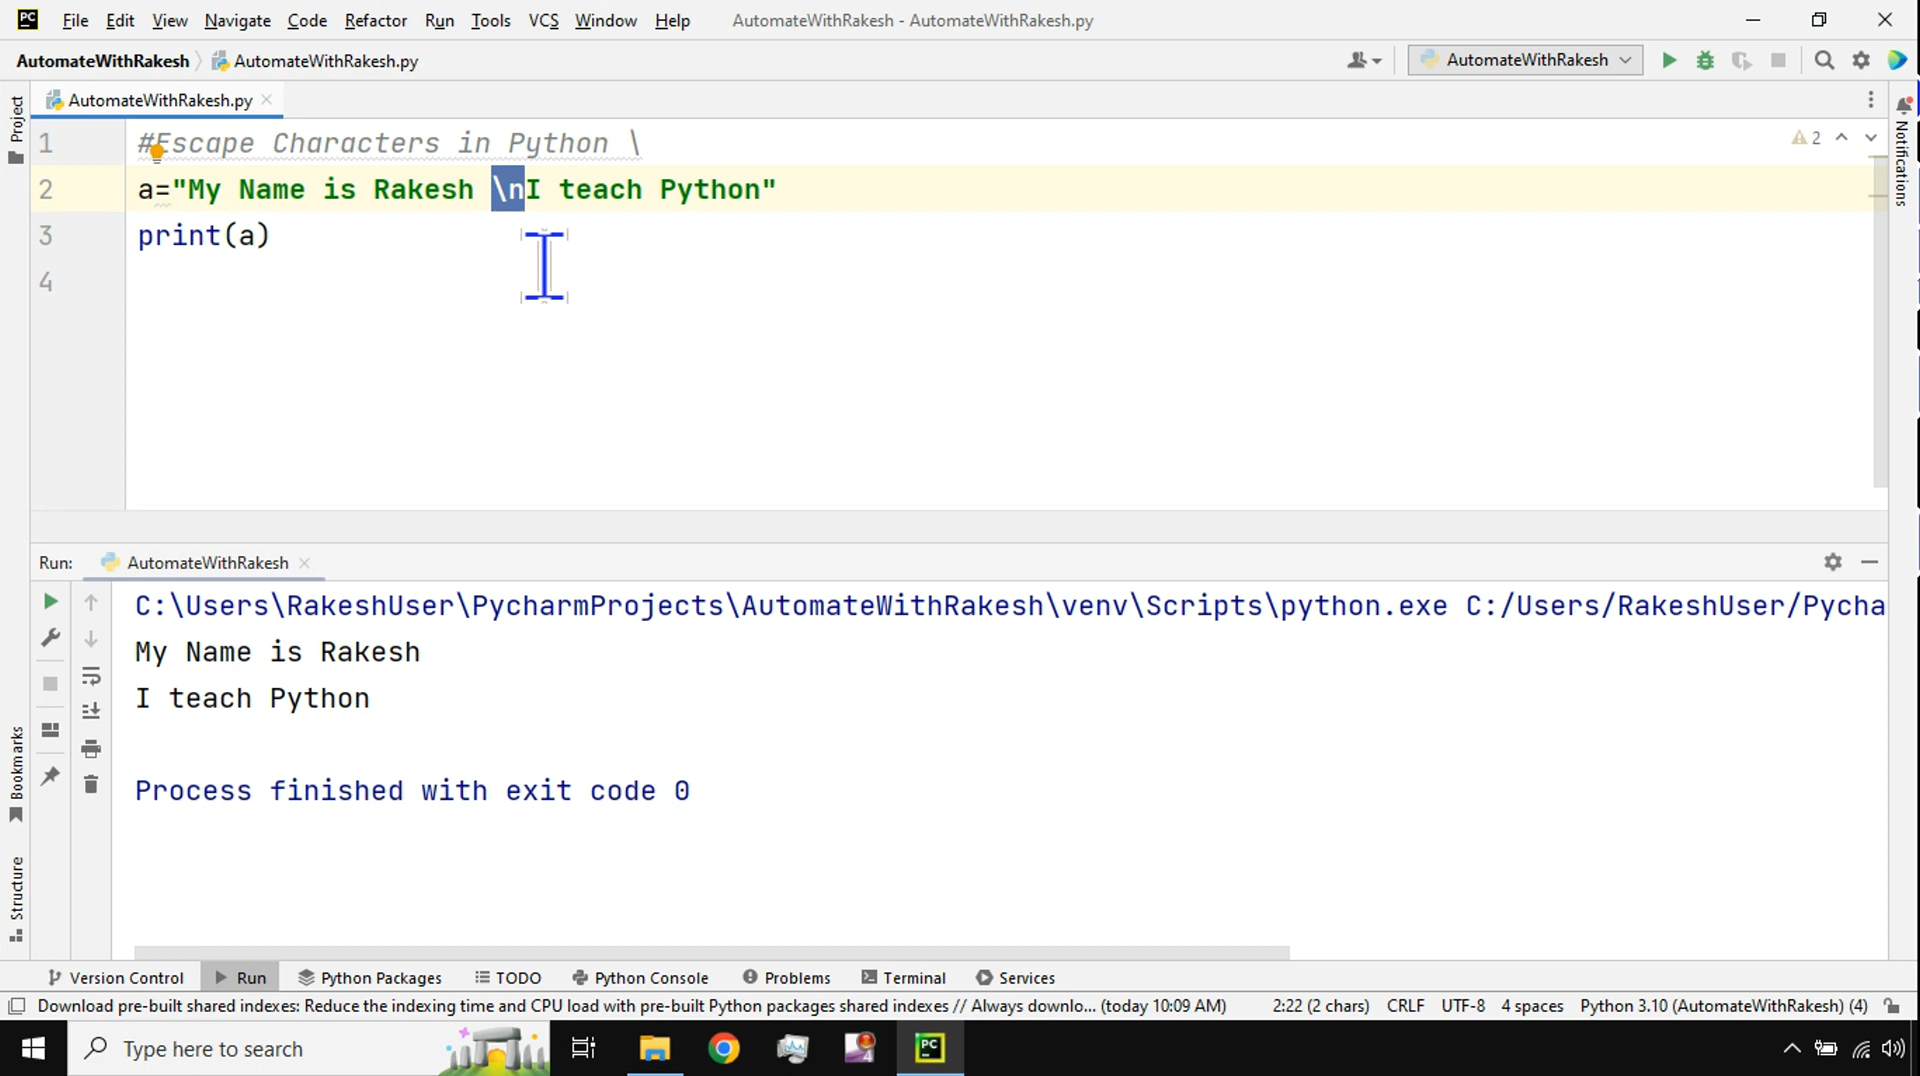 PC File Edit View Navigate Code Refactor Run Tools VCS Window Help AutomateWithRakesh - AutomateWithRakesh.py
AutomateWithRakesh AutomateWithRakesh.py AutomateWithRakesh
Project
AutomateWithRakesh.py
Notifications
1 #Escape Characters in Python \
2
2 a="My Name is Rakesh \nI teach Python"
3 print(a)
4
Run: AutomateWithRakesh
C:\Users\RakeshUser\PycharmProjects\AutomateWithRakesh\venv\Scripts\python.exe C:/Users/RakeshUser/Pycha
My Name is Rakesh
I teach Python
Process finished with exit code 0
Bookmarks
Structure
Version Control Run Python Packages TODO Python Console Problems Terminal Services
Download pre-built shared indexes: Reduce the indexing time and CPU load with pre-built Python packages shared indexes // Always downlo... (today 10:09 AM) 2:22 (2 chars) CRLF UTF-8 4 spaces Python 3.10 (AutomateWithRakesh) (4)
Type here to search 4 PC